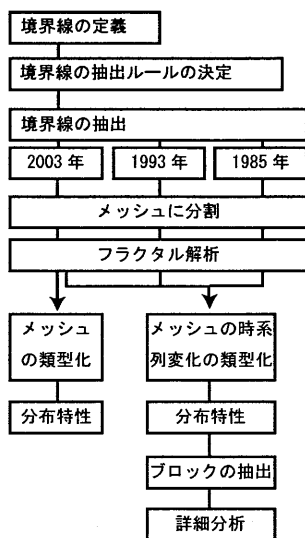 境界線の定義
境界線の抽出ルールの決定
境界線の抽出
2003 年
1993 年
1985 年
メッシュに分割
フラクタル解析
メッシュ
の類型化
メッシュの時系
列変化の類型化
分布特性
分布特性
ブロックの抽出
詳細分析